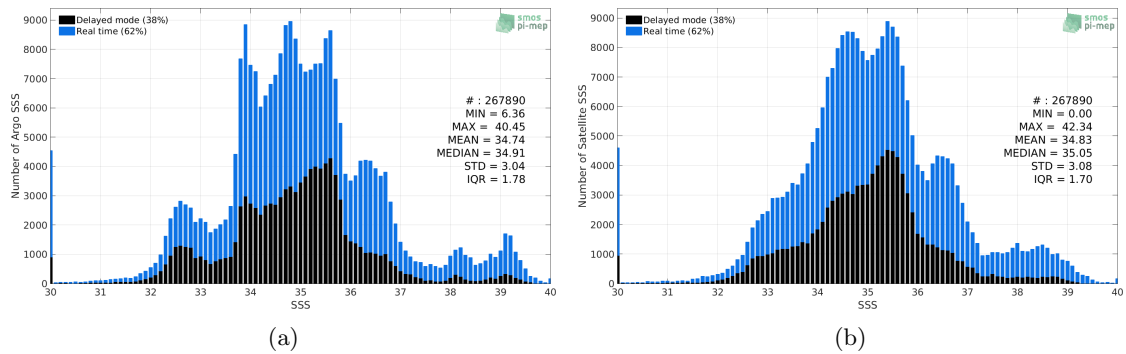 Delayed mode (38%)
Real time (62%)
smos
pi-mep
# : 267890
MIN = 6.36
MAX = 40.45
MEAN = 34.74
MEDIAN = 34.91
STD = 3.04
IQR = 1.78
Number of Argo SSS
9000
8000
7000
6000
5000
4000
3000
2000
1000
0
30 31 32 33 34 35 36 37 38 39 40
SSS
(a)
Delayed mode (38%)
Real time (62%)
smos
pi-mep
# : 267890
MIN = 0.00
MAX = 42.34
MEAN = 34.83
MEDIAN = 35.05
STD = 3.08
IQR = 1.70
Number of Satellite SSS
9000
8000
7000
6000
5000
4000
3000
2000
1000
0
30 31 32 33 34 35 36 37 38 39 40
SSS
(b)